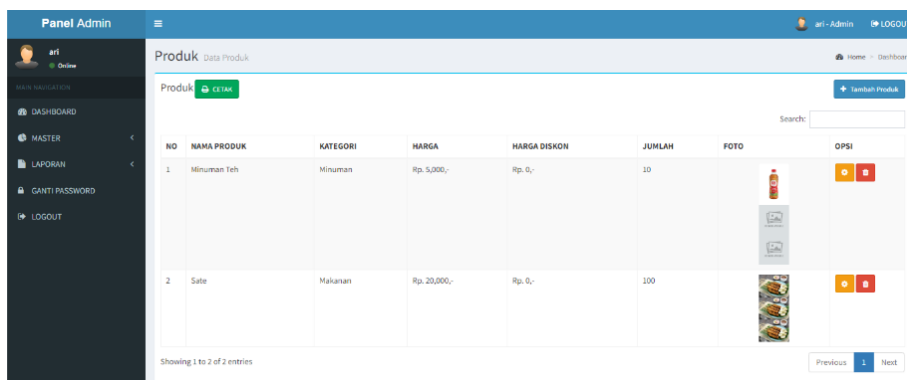 Panel Admin
ari - Admin LOGOU
ari
Online
MAIN NAVIGATION
DASHBOARD
MASTER
LAPORAN
GANTI PASSWORD
LOGOUT
Produk Data Produk
Home > Dashboar
Produk CETAK
+ Tambah Produk
Search:
NO NAMA PRODUK KATEGORI HARGA HARGA DISKON JUMLAH FOTO OPSI
1 Minuman Teh Minuman Rp. 5,000,- Rp. 0,- 10
2 Sate Makanan Rp. 20,000,- Rp. 0,- 100
Showing 1 to 2 of 2 entries
Previous 1 Next